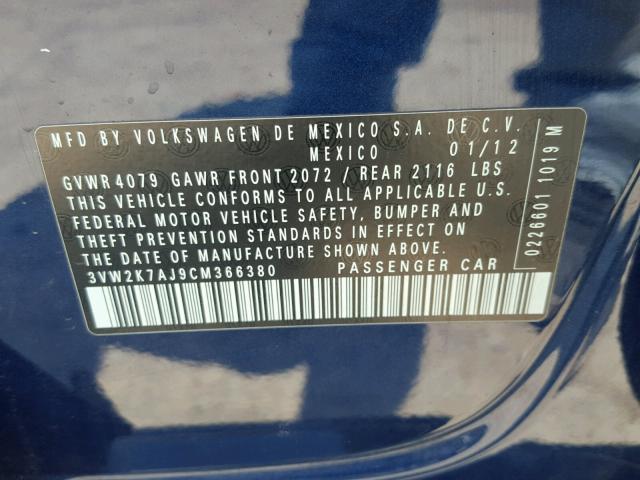 MFD BY VOLKSWAGEN DE MEXICO S.A. DE C.V.
MEXICO 01/12
GVWR 4079 GAWR FRONT 2072 / REAR 2116 LBS
THIS VEHICLE CONFORMS TO ALL APPLICABLE U.S.
FEDERAL MOTOR VEHICLE SAFETY, BUMPER AND
THEFT PREVENTION STANDARDS IN EFFECT ON
THE DATE OF MANUFACTURE SHOWN ABOVE.
3VW2K7AJ9CM366380 PASSENGER CAR
0226601 1019 M